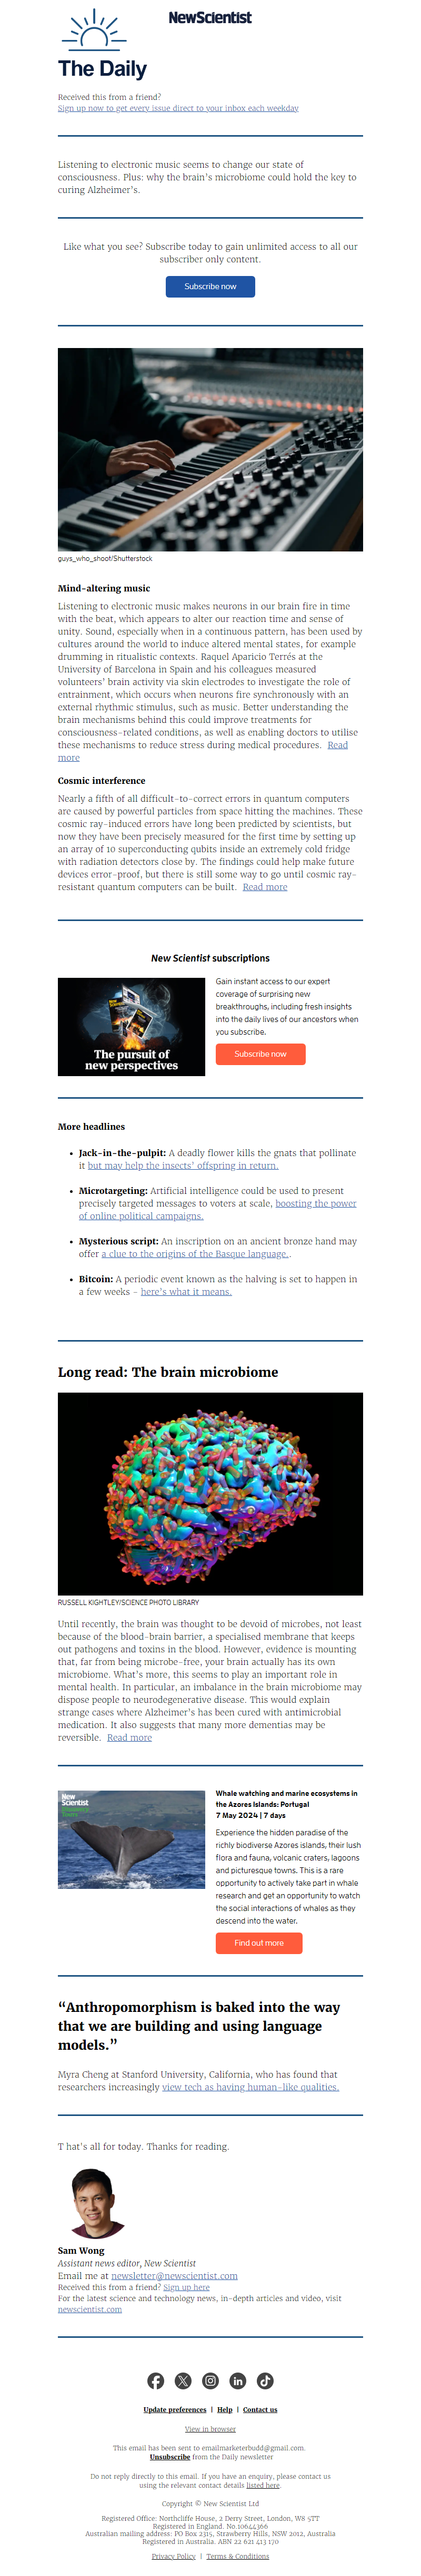 NewScientist
The Daily
Received this from a friend?
Sign up now to get every issue direct to your inbox each weekday
Listening to electronic music seems to change our state of
consciousness. Plus: why the brain's microbiome could hold the key to
curing Alzheimer's.
Like what you see? Subscribe today to gain unlimited access to all our
subscriber only content.
Subscribe now
guys_who_shoot/Shutterstock
Mind-altering music
Listening to electronic music makes neurons in our brain fire in time
with the beat, which appears to alter our reaction time and sense of
unity. Sound, especially when in a continuous pattern, has been used by
cultures around the world to induce altered mental states, for example
drumming in ritualistic contexts. Raquel Aparicio Terrés at the
University of Barcelona in Spain and his colleagues measured
volunteers' brain activity via skin electrodes to investigate the role of
entrainment, which occurs when neurons fire synchronously with an
external rhythmic stimulus, such as music. Better understanding the
brain mechanisms behind this could improve treatments for
consciousness-related conditions, as well as enabling doctors to utilise
these mechanisms to reduce stress during medical procedures. Read
more
Cosmic interference
Nearly a fifth of all difficult-to-correct errors in quantum computers
are caused by powerful particles from space hitting the machines. These
cosmic ray-induced errors have long been predicted by scientists, but
now they have been precisely measured for the first time by setting up
an array of 10 superconducting qubits inside an extremely cold fridge
with radiation detectors close by. The findings could help make future
devices error-proof, but there is still some way to go until cosmic ray-
resistant quantum computers can be built. Read more
New Scientist subscriptions
The pursuit of
new perspectives
Gain instant access to our expert
coverage of surprising new
breakthroughs, including fresh insights
into the daily lives of our ancestors when
you subscribe.
Subscribe now
More headlines
• Jack-in-the-pulpit: A deadly flower kills the gnats that pollinate
it but may help the insects' offspring in return.
• Microtargeting: Artificial intelligence could be used to present
precisely targeted messages to voters at scale, boosting the power
of online political campaigns.
• Mysterious script: An inscription on an ancient bronze hand may
offer a clue to the origins of the Basque language..
• Bitcoin: A periodic event known as the halving is set to happen in
a few weeks - here's what it means.
Long read: The brain microbiome
RUSSELL KIGHTLEY/SCIENCE PHOTO LIBRARY
Until recently, the brain was thought to be devoid of microbes, not least
because of the blood-brain barrier, a specialised membrane that keeps
out pathogens and toxins in the blood. However, evidence is mounting
that, far from being microbe-free, your brain actually has its own
microbiome. What's more, this seems to play an important role in
mental health. In particular, an imbalance in the brain microbiome may
dispose people to neurodegenerative disease. This would explain
strange cases where Alzheimer's has been cured with antimicrobial
medication. It also suggests that many more dementias may be
reversible. Read more
New
Scientist
Discovery
Tours
Whale watching and marine ecosystems in
the Azores Islands: Portugal
7 May 2024 | 7 days
Experience the hidden paradise of the
richly biodiverse Azores islands, their lush
flora and fauna, volcanic craters, lagoons
and picturesque towns. This is a rare
opportunity to actively take part in whale
research and get an opportunity to watch
the social interactions of whales as they
descend into the water.
Find out more
“Anthropomorphism is baked into the way
that we are building and using language
models.”
Myra Cheng at Stanford University, California, who has found that
researchers increasingly view tech as having human-like qualities.
T hat's all for today. Thanks for reading.
Sam Wong
Assistant news editor, New Scientist
Email me at newsletter@newscientist.com
Received this from a friend? Sign up here
For the latest science and technology news, in-depth articles and video, visit
newscientist.com
Update preferences | Help | Contact us
View in browser
This email has been sent to emailmarketerbudd@gmail.com.
Unsubscribe from the Daily newsletter
Do not reply directly to this email. If you have an enquiry, please contact us
using the relevant contact details listed here.
Copyright © New Scientist Ltd
Registered Office: Northcliffe House, 2 Derry Street, London, W8 5TT
Registered in England. No.10644366
Australian mailing address: PO Box 2315, Strawberry Hills, NSW 2012, Australia
Registered in Australia. ABN 22 621 413 170
Privacy Policy | Terms & Conditions